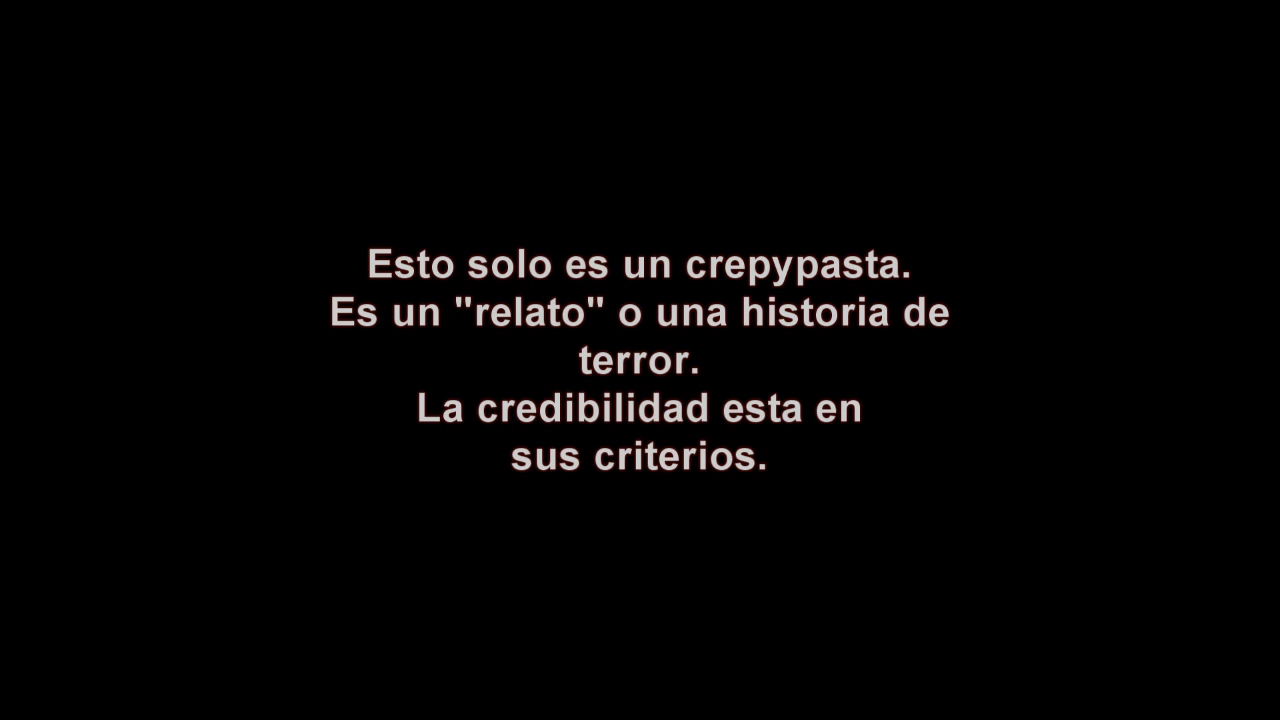 Esto solo es un crepypasta.
Es un "relato" o una historia de
terror.
La credibilidad esta en
sus criterios.